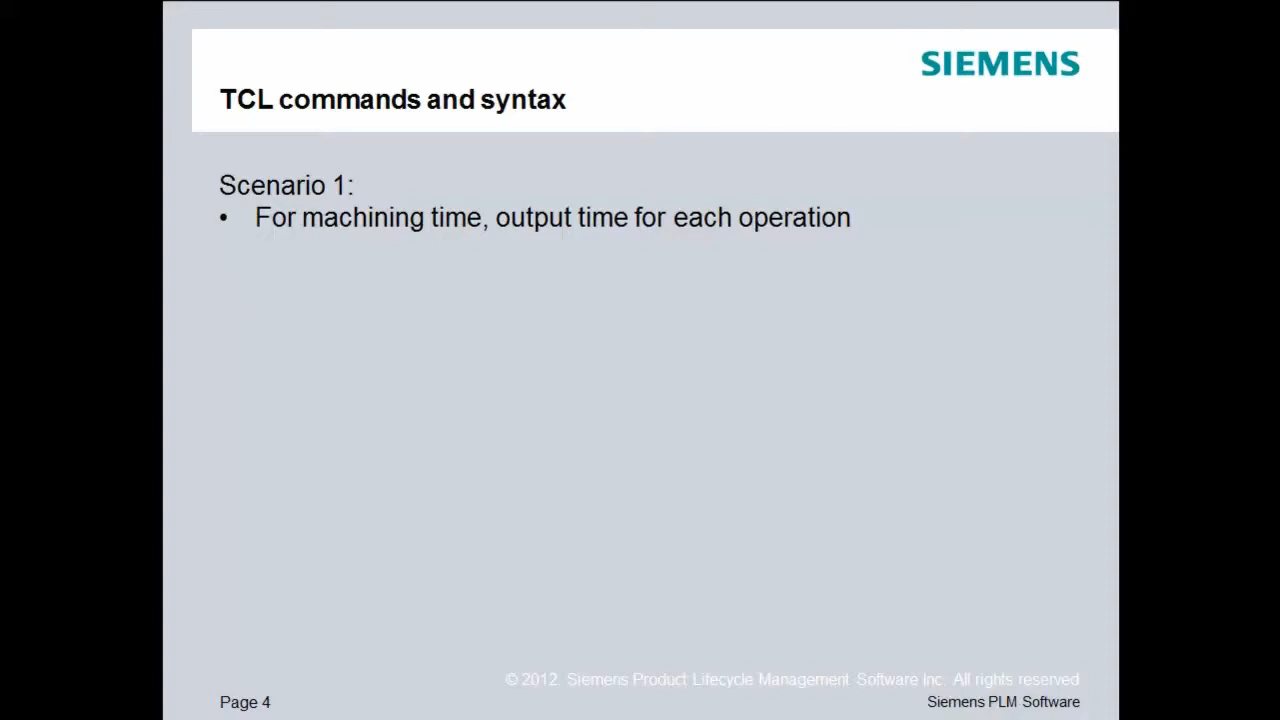 SIEMENS
TCL commands and syntax
Scenario 1:
• For machining time, output time for each operation
© 2012. Siemens Product Lifecycle Management Software Inc. All rights reserved
Page 4
Siemens PLM Software